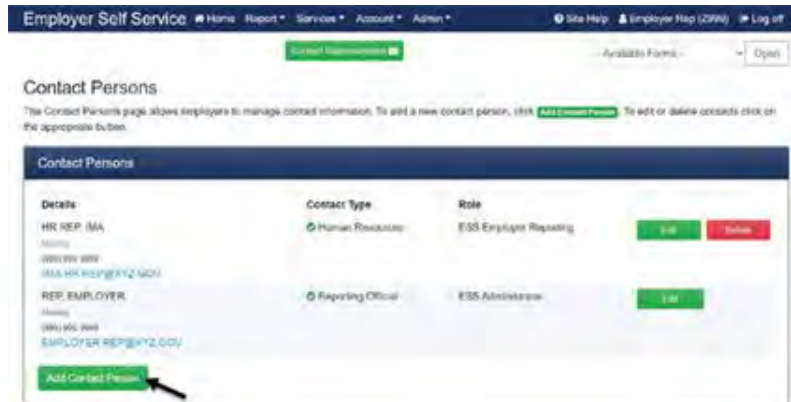 Employer Self Service Home Report Services Account Admin Site Help Employer Rep (Z999) Log off
- Available Forms - Open
Contact Persons
The Contact Persons page allows employers to manage contact information. To add a new contact person, click Add Contact Person. To edit or delete contacts click on
the appropriate button.
Contact Persons
Details Contact Type Role
HR REP, IMA Human Resources ESS Employer Reporting Edit Delete
IMA.HR.REP@XYZ.GOV
REP, EMPLOYER Reporting Official ESS Administrator Edit
EMPLOYER.REP@XYZ.GOV
Add Contact Person